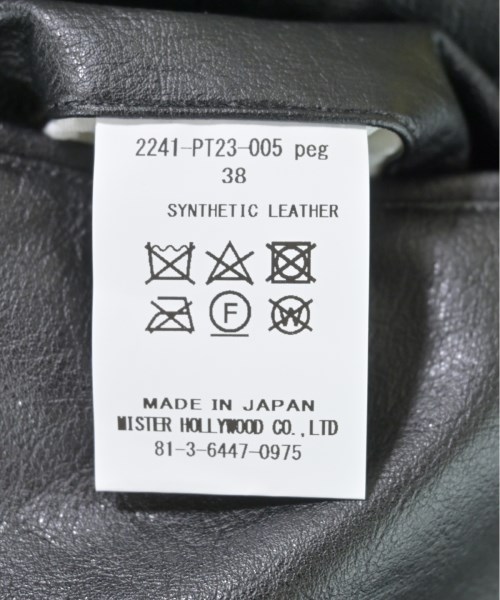 2241-PT23-005 peg
38
SYNTHETIC LEATHER
F W
MADE IN JAPAN
MISTER HOLLYWOOD CO.,LTD
81-3-6447-0975